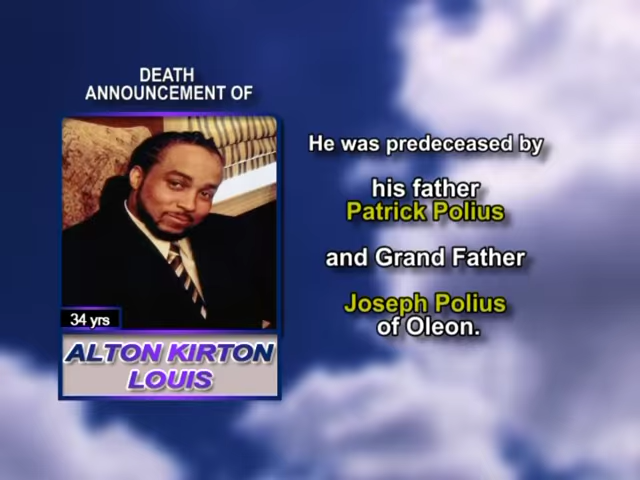 DEATH
ANNOUNCEMENT OF
34 yrs
ALTON KIRTON
LOUIS
He was predeceased by
his father
Patrick Polius
and Grand Father
Joseph Polius
of Oleon.